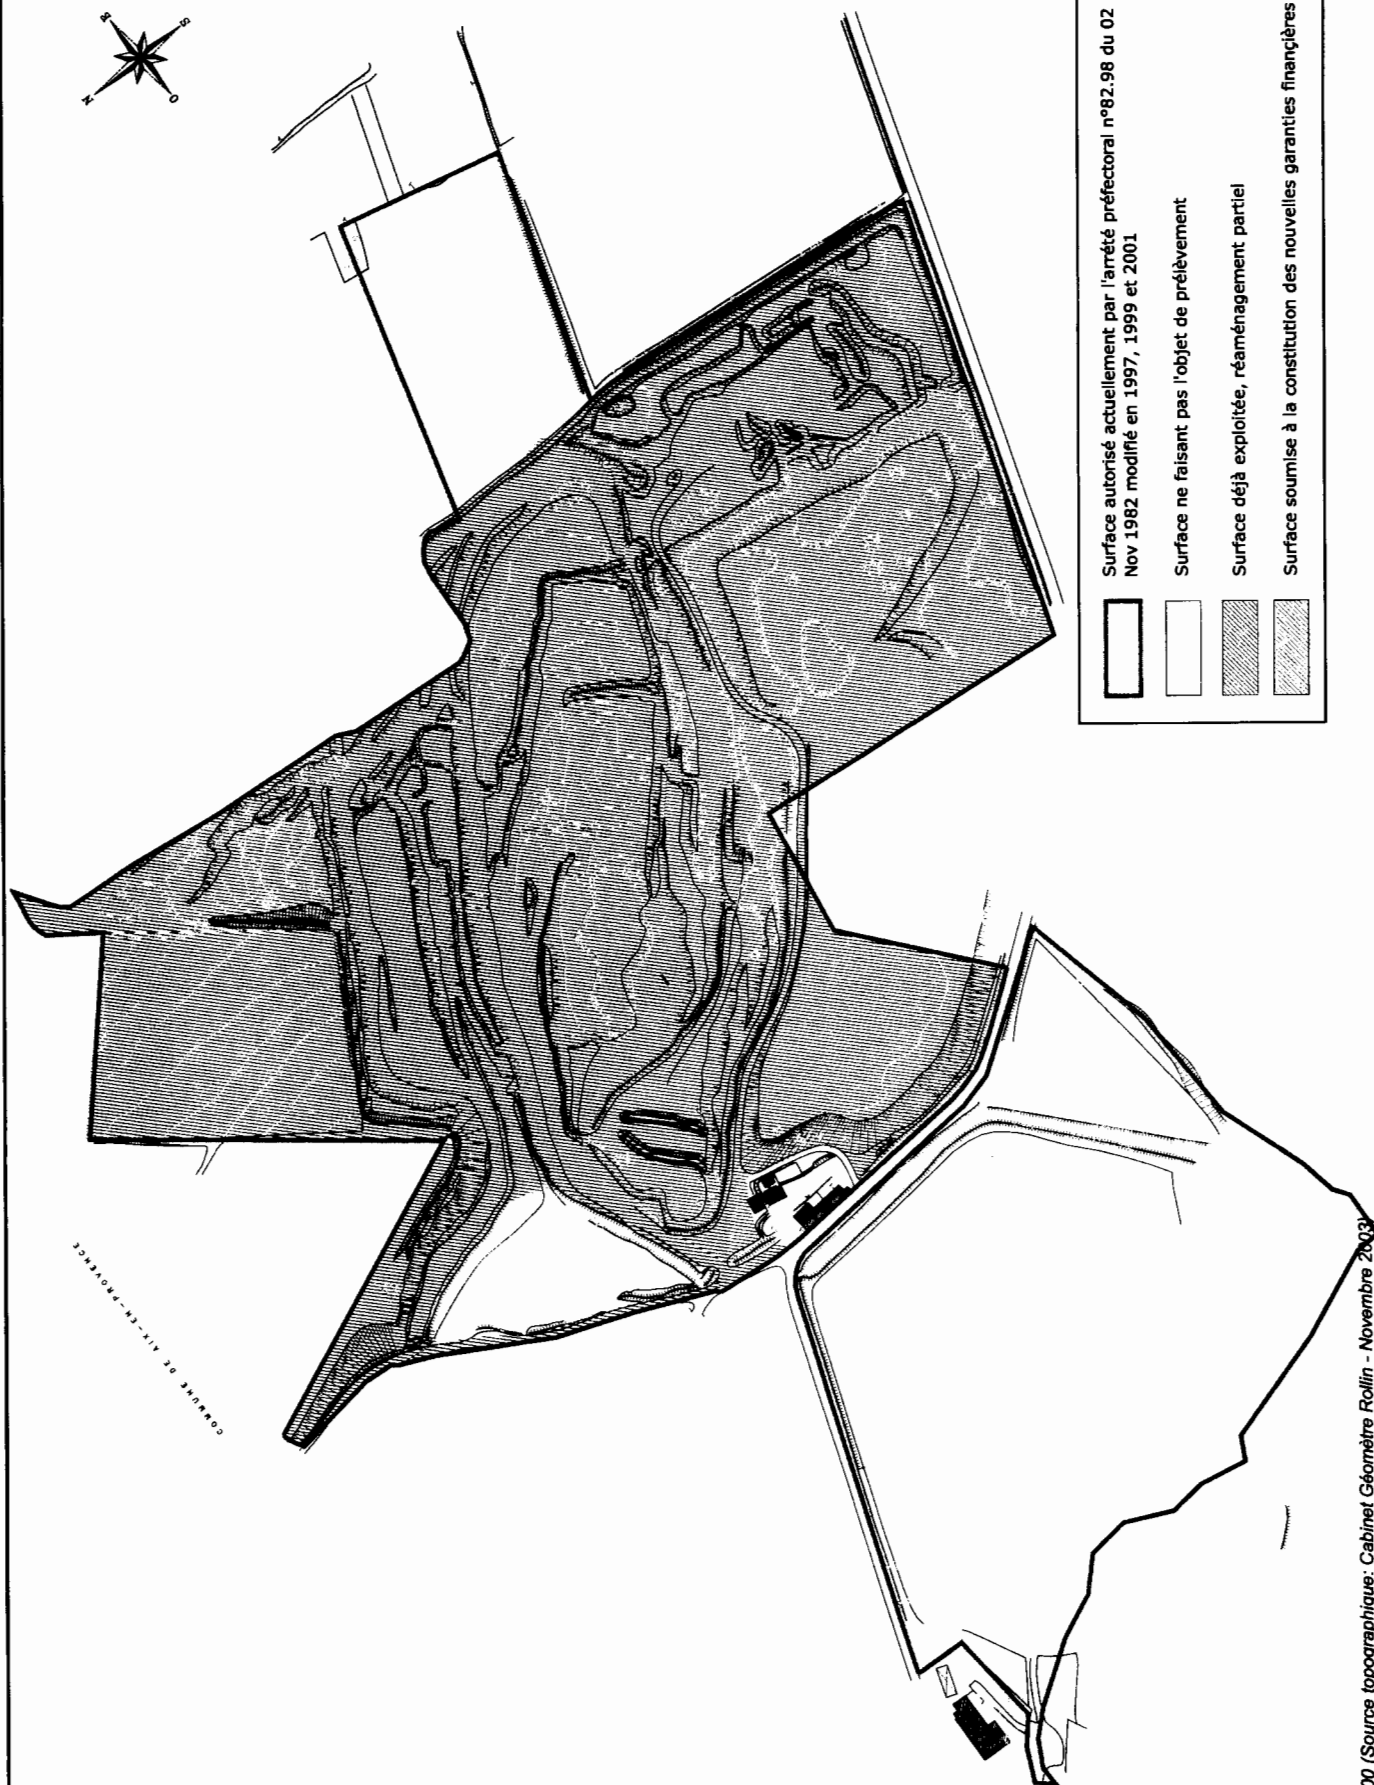 N
E
S
O
COMMUNE DE AIX-EN-PROVENCE
Surface autorisé actuellement par l'arrêté préfectoral n°82.98 du 02
Nov 1982 modifié en 1997, 1999 et 2001
Surface ne faisant pas l'objet de prélèvement
Surface déjà exploitée, réaménagement partiel
Surface soumise à la constitution des nouvelles garanties financières
00 (Source topographique: Cabinet Géomètre Rollin - Novembre 2003)